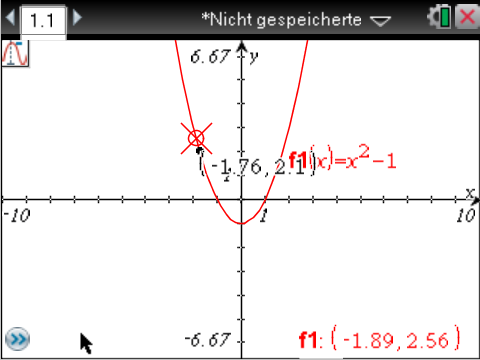 1.1
*Nicht gespeicherte
6.67
y
(-1.76, 2.1)
f1(x)=x²-1
x
-10
1
10
-6.67
f1: (-1.89, 2.56)